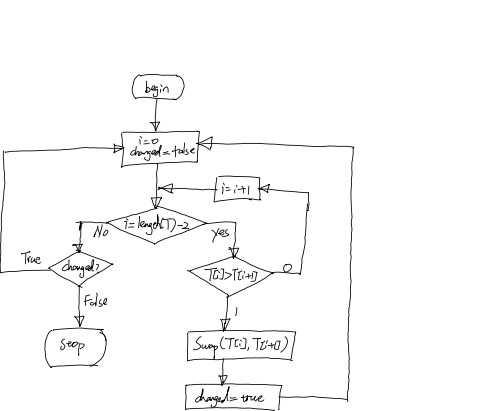 begin
i=0
changed=false
i=i+1
i=length(T)-2
No
yes
True
changed?
T[i]>T[i+1]
0
False
1
Stop
Swap(T[i], T[i+1])
changed=true